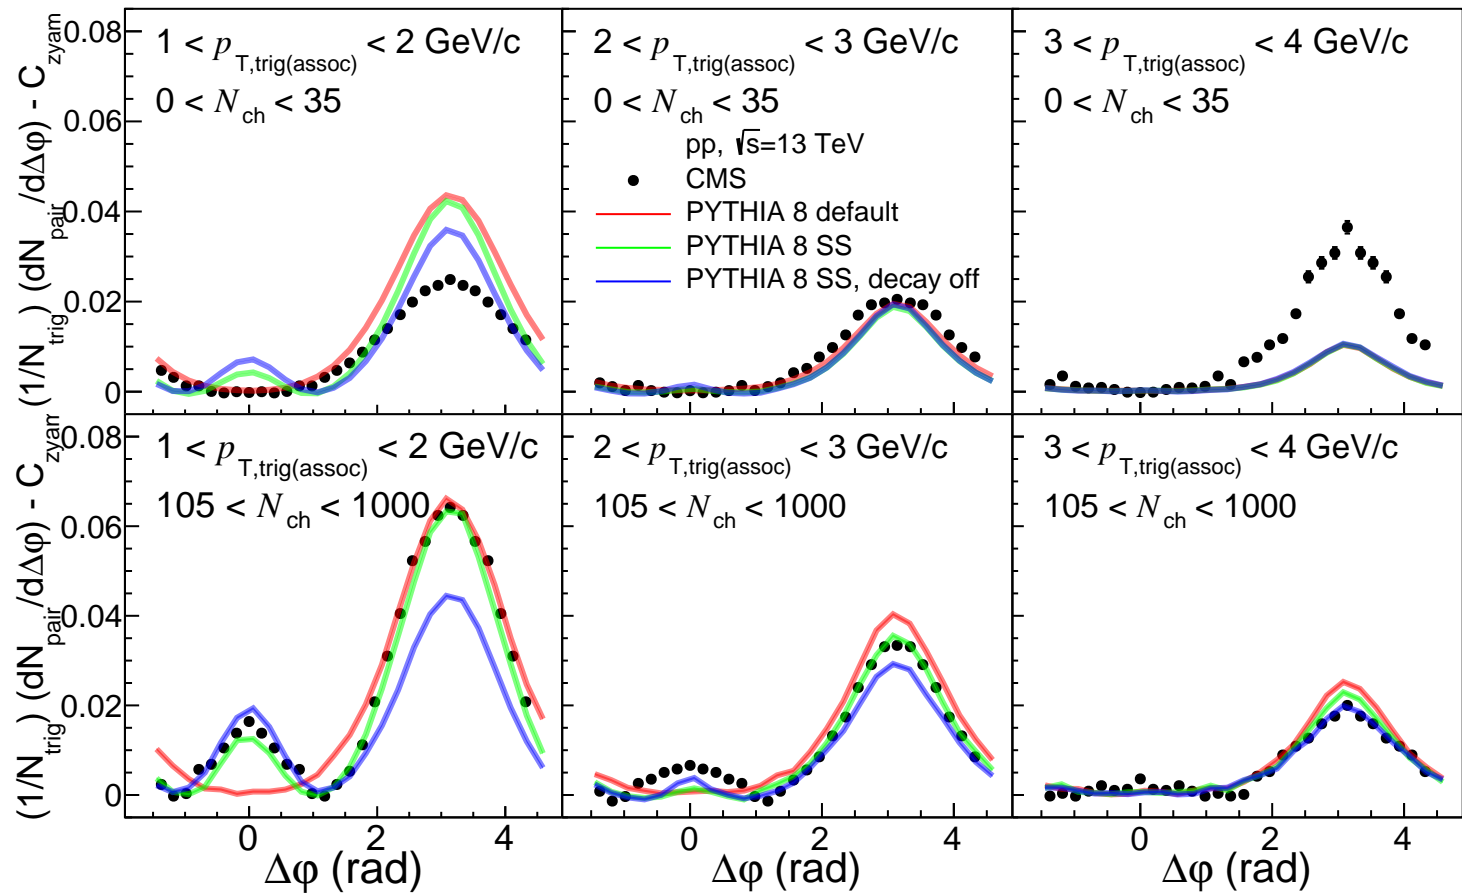 (1/N_trig) (dN_pair/dΔφ) - C_zyam
0.08
0.06
0.04
0.02
0
1 < p_T,trig(assoc) < 2 GeV/c
0 < N_ch < 35
2 < p_T,trig(assoc) < 3 GeV/c
0 < N_ch < 35
pp, √s=13 TeV
CMS
PYTHIA 8 default
PYTHIA 8 SS
PYTHIA 8 SS, decay off
3 < p_T,trig(assoc) < 4 GeV/c
0 < N_ch < 35
(1/N_trig) (dN_pair/dΔφ) - C_zyam
0.08
0.06
0.04
0.02
0
1 < p_T,trig(assoc) < 2 GeV/c
105 < N_ch < 1000
2 < p_T,trig(assoc) < 3 GeV/c
105 < N_ch < 1000
3 < p_T,trig(assoc) < 4 GeV/c
105 < N_ch < 1000
0 2 4
0 2 4
0 2 4
Δφ (rad)
Δφ (rad)
Δφ (rad)